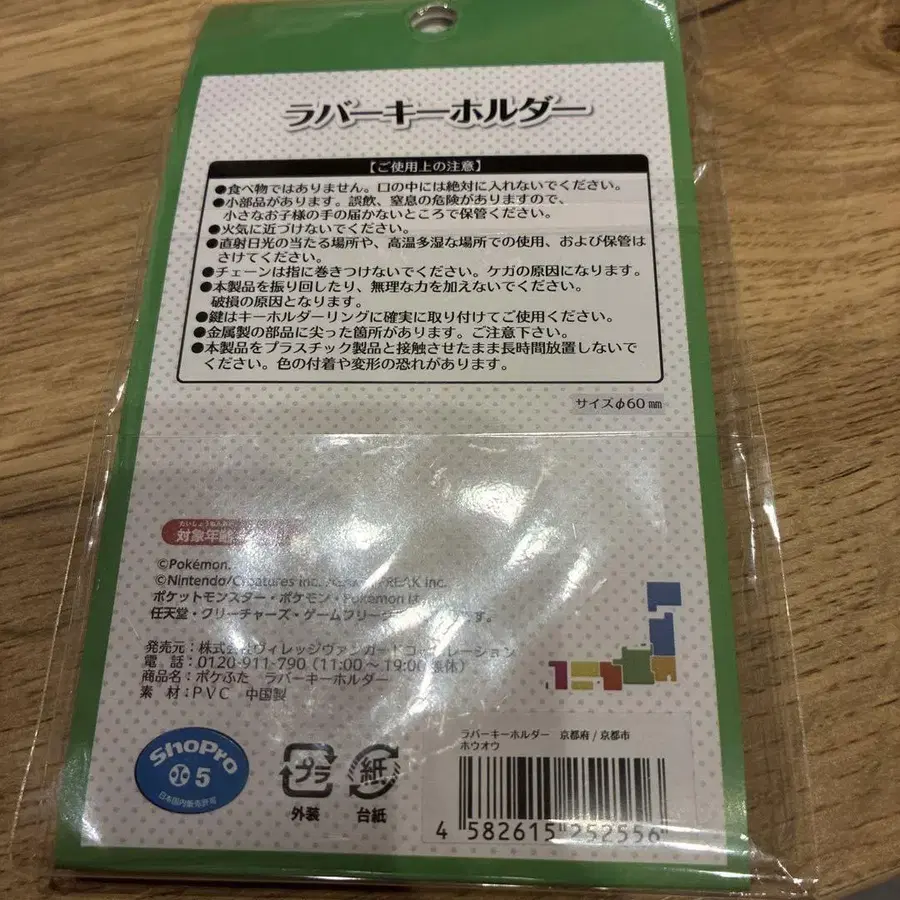 ラバーキーホルダー
【ご使用上の注意】
●食べ物ではありません。口の中には絶対に入れないでください。
●小部品があります。誤飲、窒息の危険がありますので、
小さなお子様の手の届かないところで保管ください。
●火気に近づけないでください。
●直射日光の当たる場所や、高温多湿な場所での使用、および保管は
さけてください。
●チェーンは指に巻きつけないでください。ケガの原因になります。
●本製品を振り回したり、無理な力を加えないでください。
破損の原因となります。
●鍵はキーホルダーリングに確実に取り付けてご使用ください。
●金属製の部品に尖った箇所があります。ご注意下さい。
●本製品をプラスチック製品と接触させたまま長時間放置しないで
ください。色の付着や変形の恐れがあります。
サイズφ60㎜
対象年齢
©Pokémon.
©Nintendo/Creatures Inc. FREAK inc.
ポケットモンスター・ポケモン・Pokémonは
任天堂・クリーチャーズ・ゲームフリー す。
発売元：株式会社ヴィレッジヴァンガードコーポレーション
電 話：0120-911-790（11:00～19:00 休）
商品名：ポケふた ラバーキーホルダー
素 材：PVC 中国製
ShoPro
小 5
日本国内販売許可
プラ
外装
紙
台紙
ラバーキーホルダー 京都府 / 京都市
ホウオウ
4 582615 252556